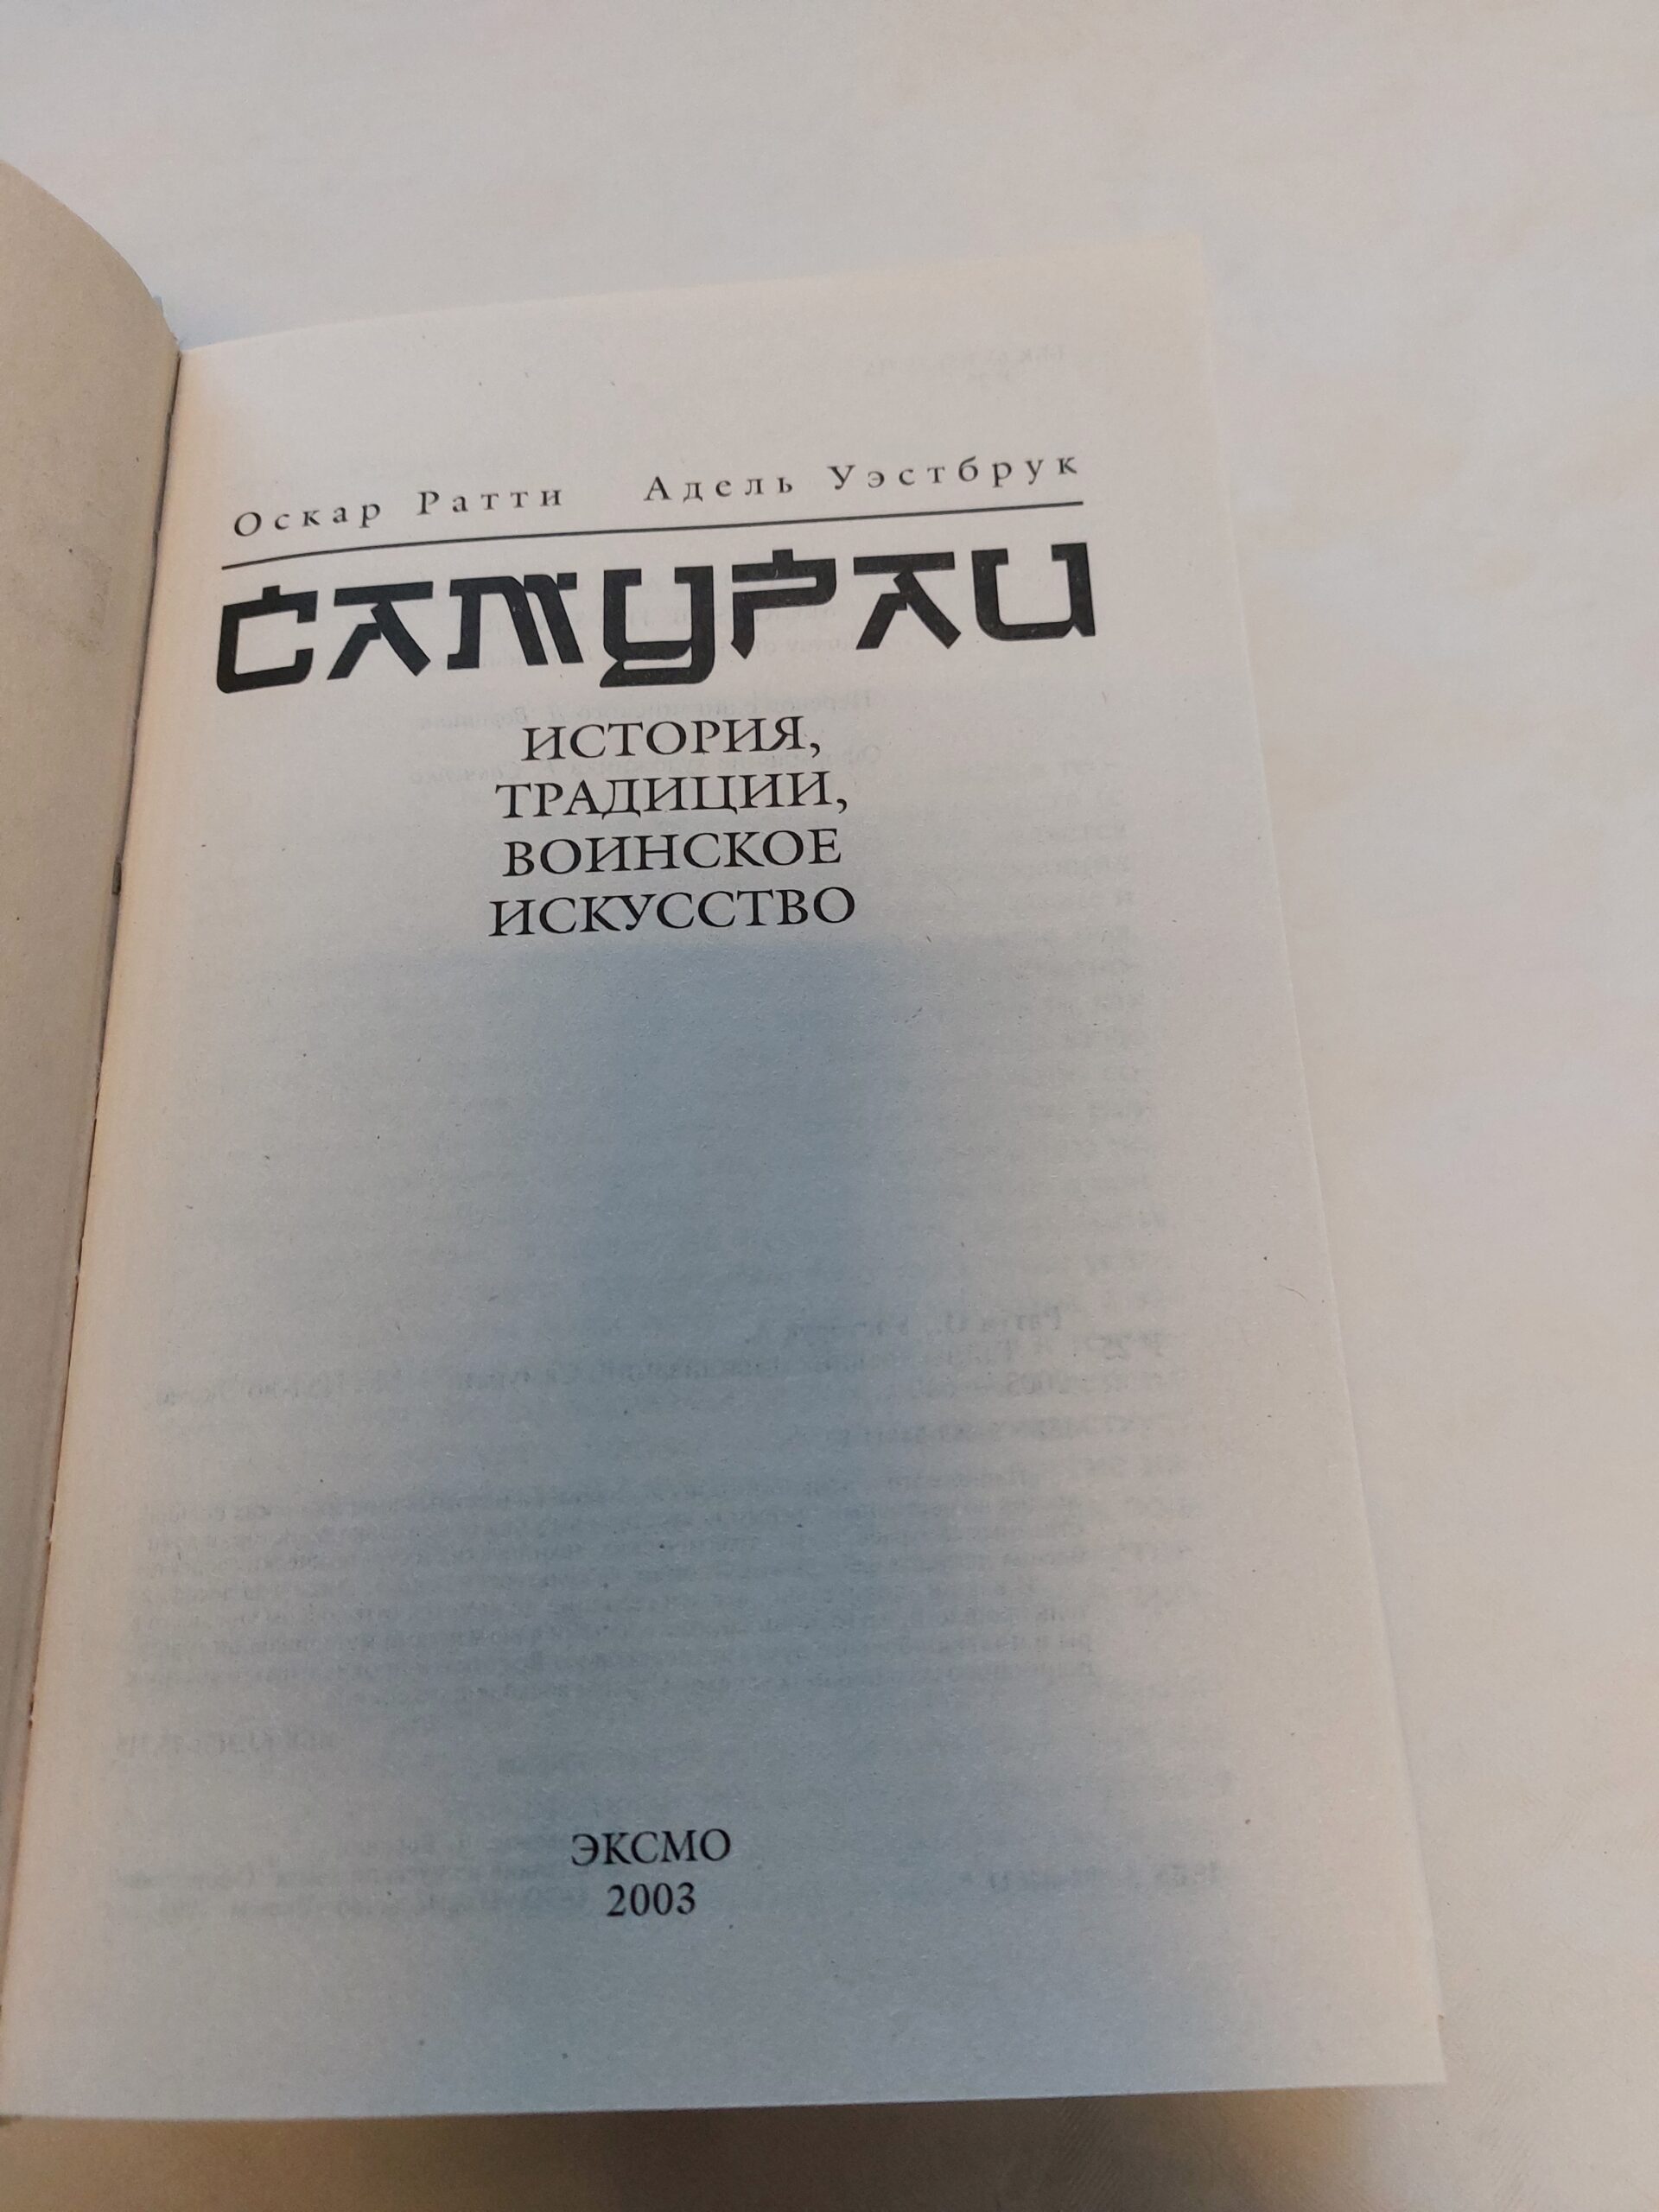 Оскар Ратти Адель Уэстбрук
САМУРАИ
ИСТОРИЯ,
ТРАДИЦИИ,
ВОИНСКОЕ
ИСКУССТВО
ЭКСМО
2003